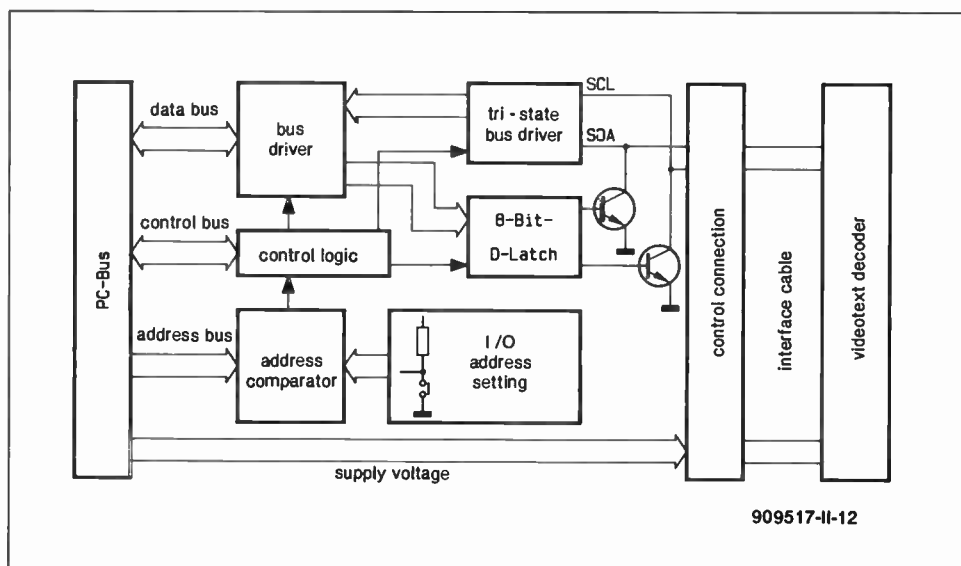 PC-Bus
data bus
control bus
address bus
bus
driver
control logic
address
comparator
tri - state
bus driver
SCL
SDA
8-Bit-
D-Latch
I/O
address
setting
supply voltage
control connection
interface cable
videotext decoder
909517-II-12